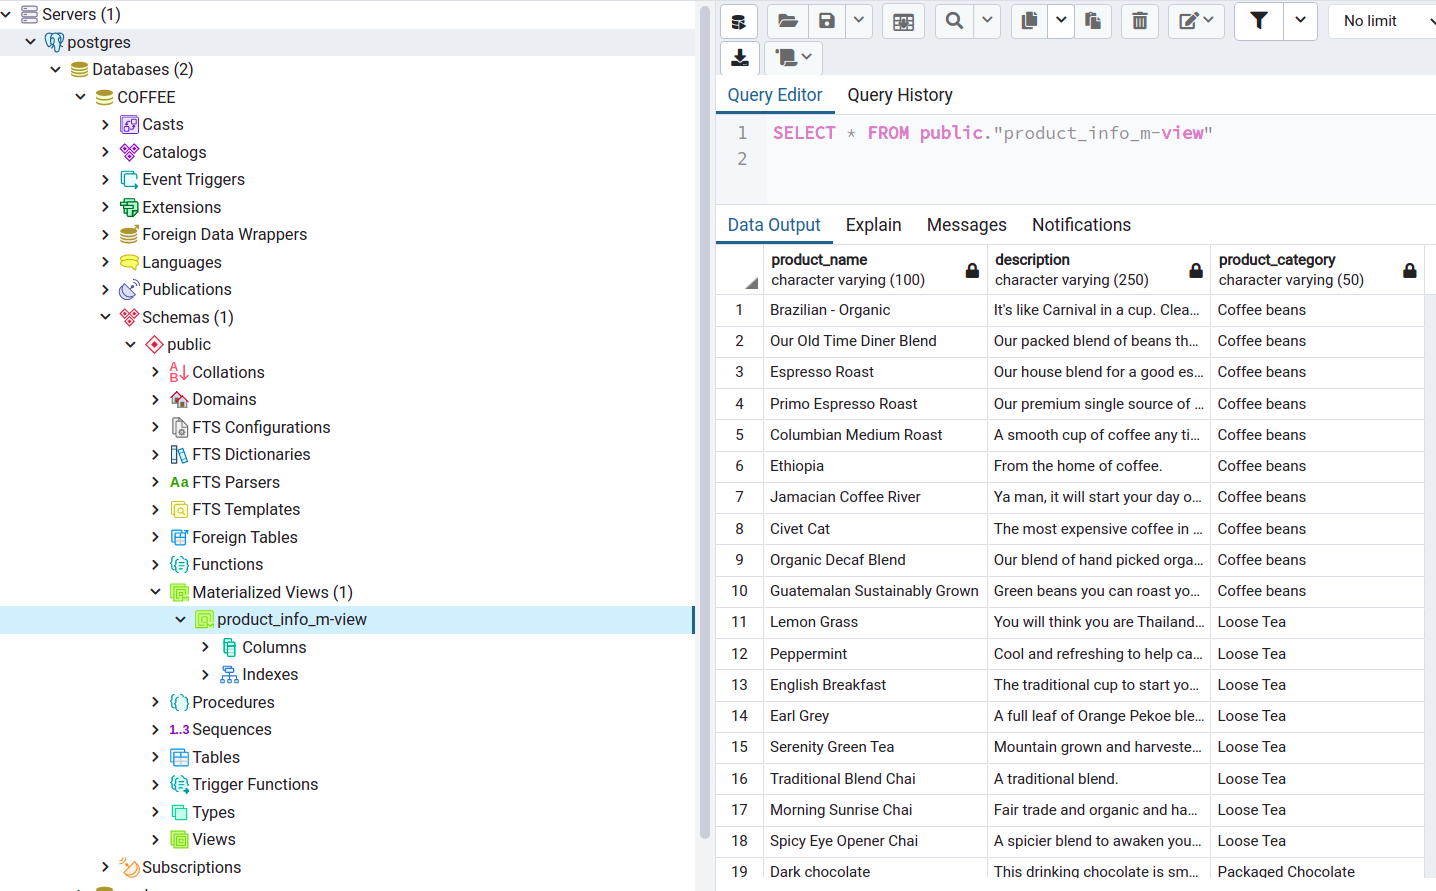 Servers (1)
postgres
Databases (2)
COFFEE
Casts
Catalogs
Event Triggers
Extensions
Foreign Data Wrappers
Languages
Publications
Schemas (1)
public
Collations
Domains
FTS Configurations
FTS Dictionaries
Aa FTS Parsers
FTS Templates
Foreign Tables
Functions
Materialized Views (1)
product_info_m-view
Columns
Indexes
Procedures
1..3 Sequences
Tables
Trigger Functions
Types
Views
Subscriptions
No limit
Query Editor Query History
1 SELECT * FROM public."product_info_m-view"
2
Data Output Explain Messages Notifications
product_name description product_category
character varying (100) character varying (250) character varying (50)
1 Brazilian - Organic It's like Carnival in a cup. Clea... Coffee beans
2 Our Old Time Diner Blend Our packed blend of beans th... Coffee beans
3 Espresso Roast Our house blend for a good es... Coffee beans
4 Primo Espresso Roast Our premium single source of ... Coffee beans
5 Columbian Medium Roast A smooth cup of coffee any ti... Coffee beans
6 Ethiopia From the home of coffee. Coffee beans
7 Jamacian Coffee River Ya man, it will start your day o... Coffee beans
8 Civet Cat The most expensive coffee in ... Coffee beans
9 Organic Decaf Blend Our blend of hand picked orga... Coffee beans
10 Guatemalan Sustainably Grown Green beans you can roast yo... Coffee beans
11 Lemon Grass You will think you are Thailand... Loose Tea
12 Peppermint Cool and refreshing to help ca... Loose Tea
13 English Breakfast The traditional cup to start yo... Loose Tea
14 Earl Grey A full leaf of Orange Pekoe ble... Loose Tea
15 Serenity Green Tea Mountain grown and harveste... Loose Tea
16 Traditional Blend Chai A traditional blend. Loose Tea
17 Morning Sunrise Chai Fair trade and organic and ha... Loose Tea
18 Spicy Eye Opener Chai A spicier blend to awaken you... Loose Tea
19 Dark chocolate This drinking chocolate is sm... Packaged Chocolate